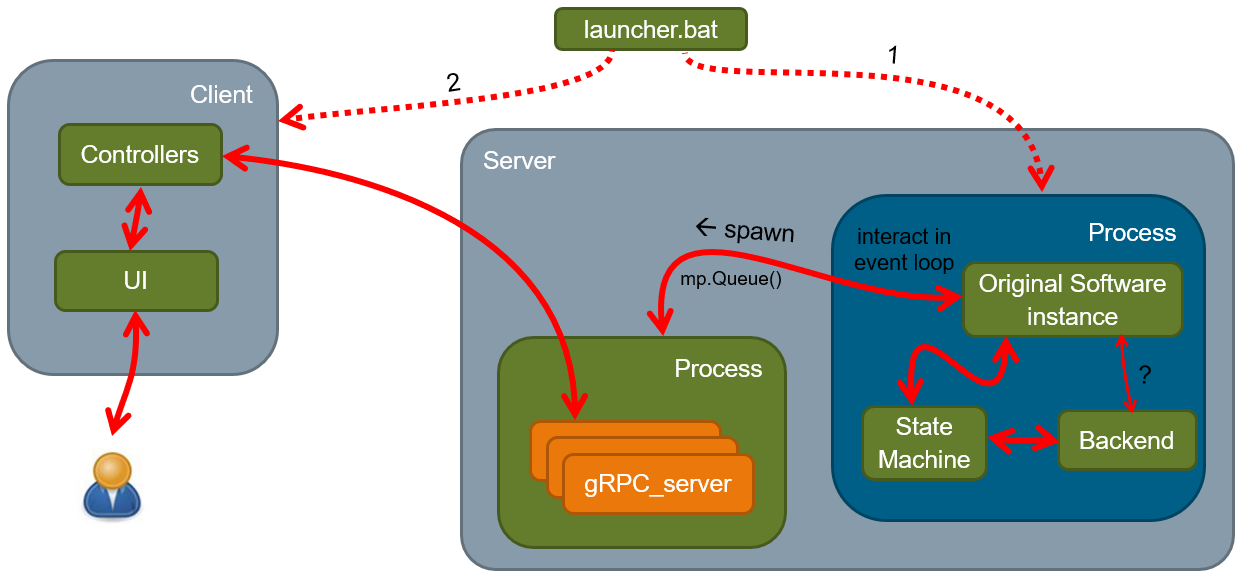 launcher.bat
1
2
Client
Controllers
UI
Server
← spawn
mp.Queue()
Process
interact in
event loop
Original Software
instance
?
State
Machine
Backend
Process
gRPC_server